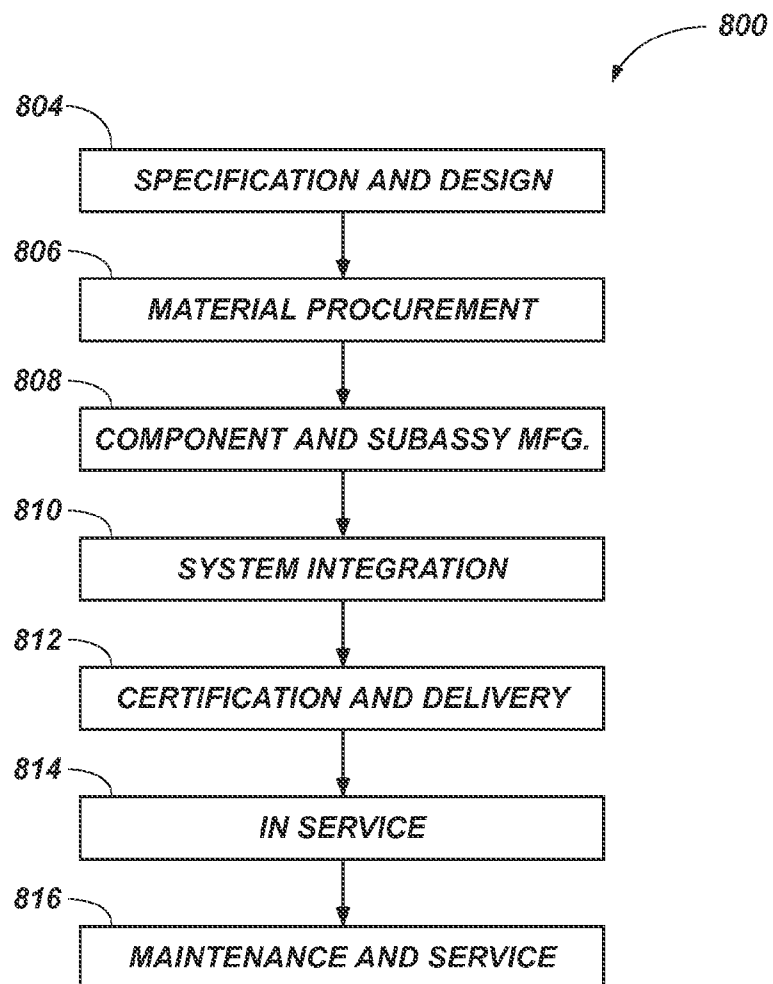 800
804
SPECIFICATION AND DESIGN
806
MATERIAL PROCUREMENT
808
COMPONENT AND SUBASSY MFG.
810
SYSTEM INTEGRATION
812
CERTIFICATION AND DELIVERY
814
IN SERVICE
816
MAINTENANCE AND SERVICE